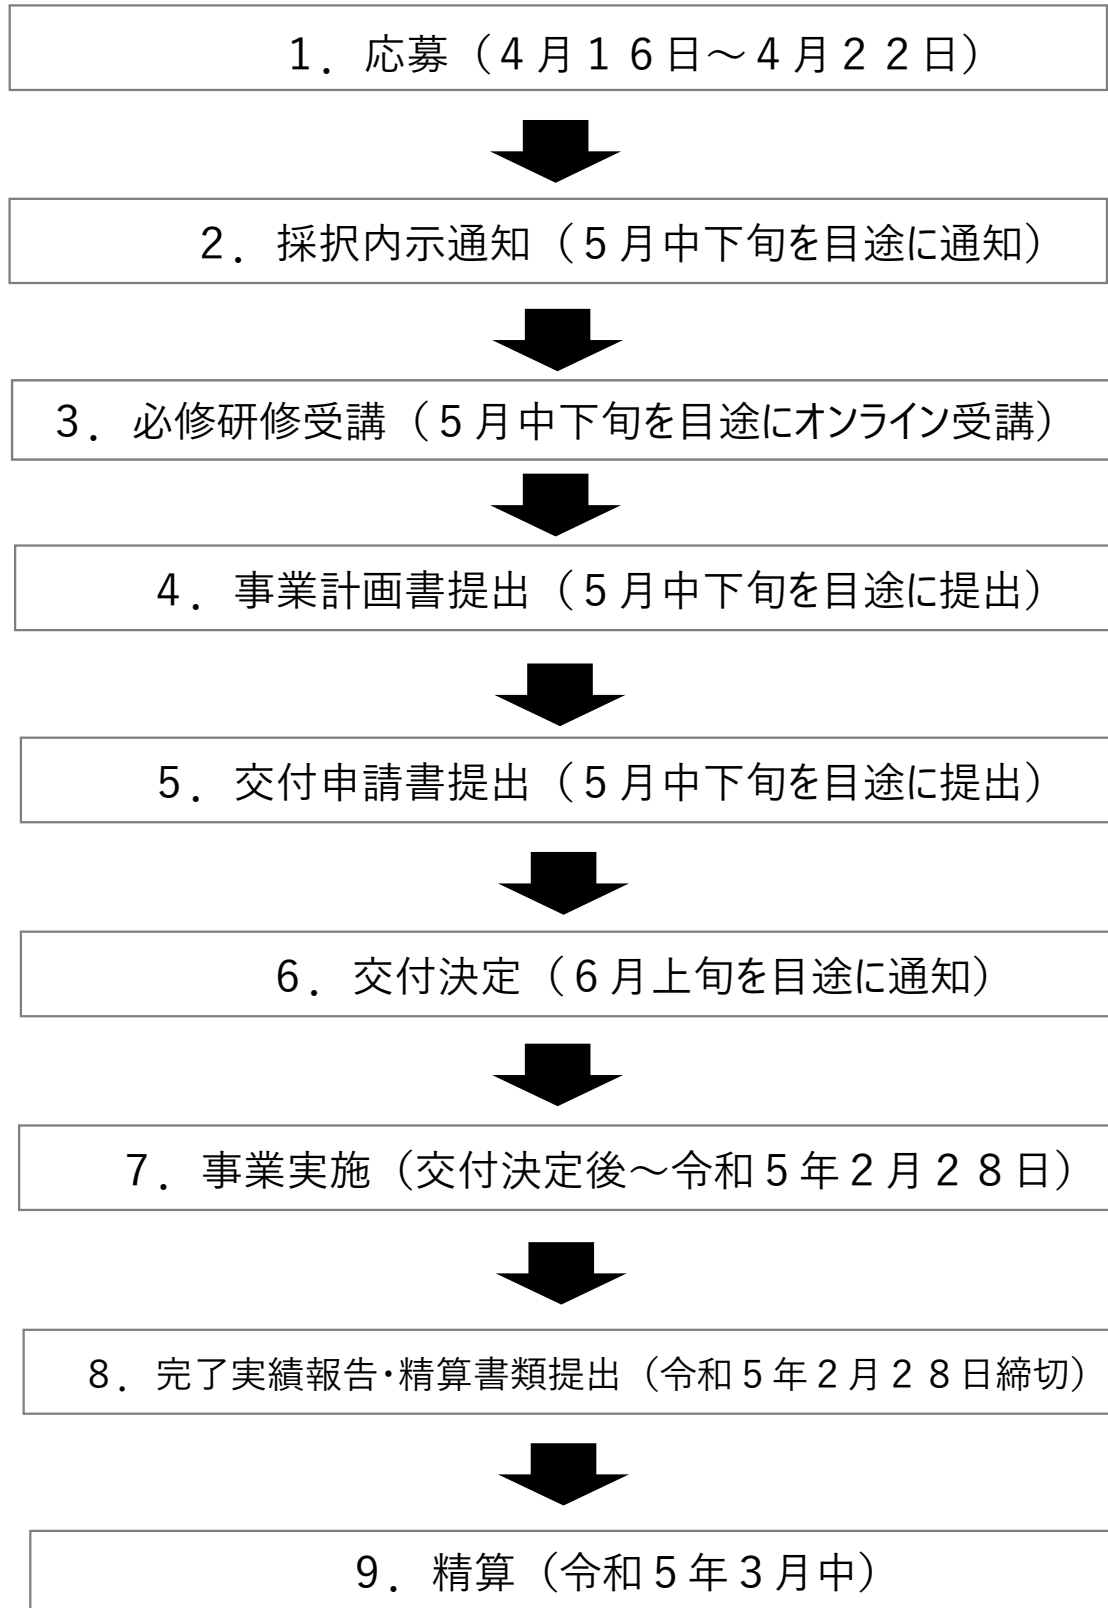 １．応募（４月１６日～４月２２日）
２．採択内示通知（５月中下旬を目途に通知）
３．必修研修受講（５月中下旬を目途にオンライン受講）
４．事業計画書提出（５月中下旬を目途に提出）
５．交付申請書提出（５月中下旬を目途に提出）
６．交付決定（６月上旬を目途に通知）
７．事業実施（交付決定後～令和５年２月２８日）
８．完了実績報告・精算書類提出（令和５年２月２８日締切）
９．精算（令和５年３月中）